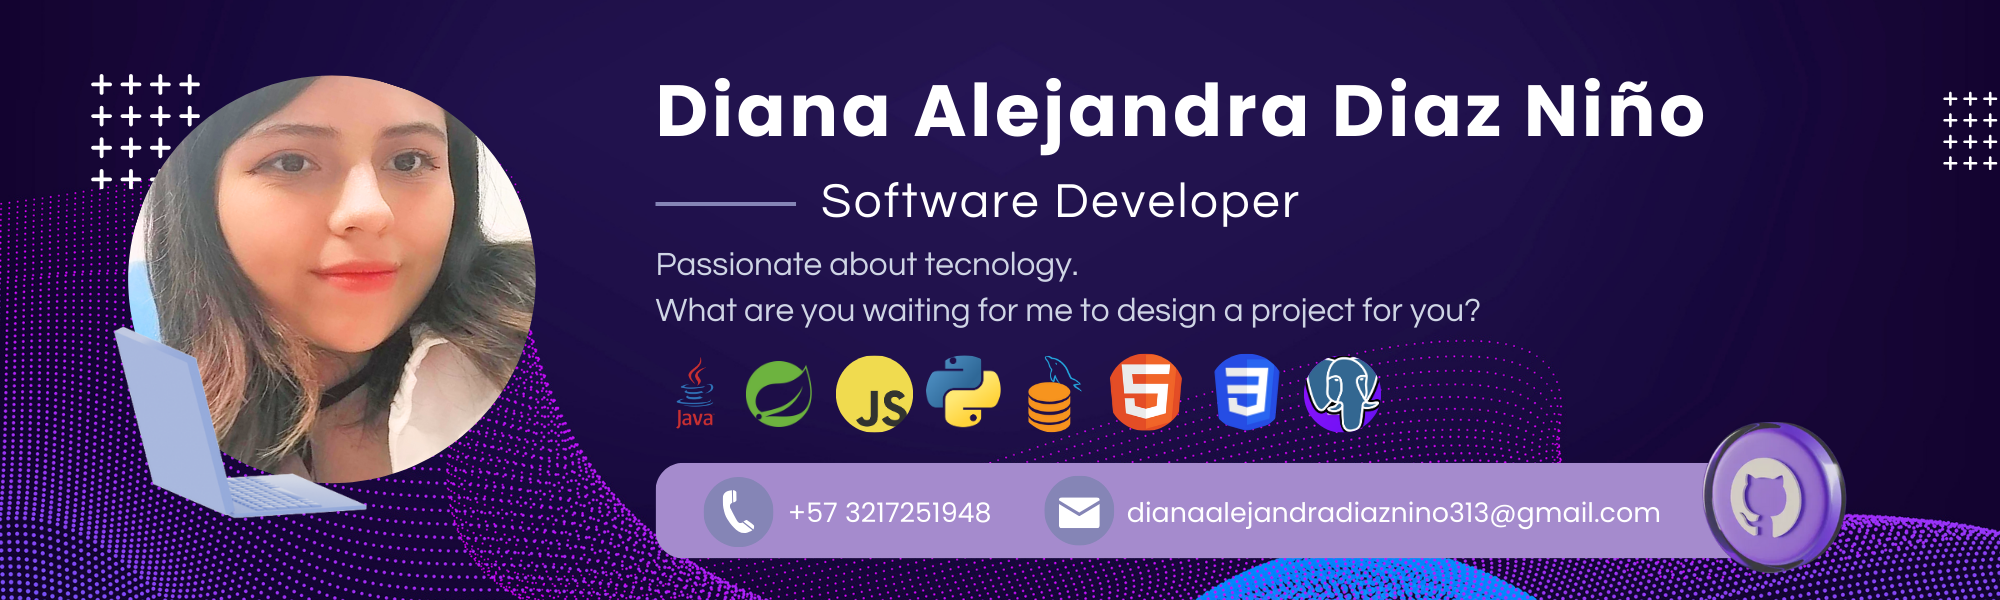 Diana Alejandra Diaz Niño
Software Developer
Passionate about tecnology.
What are you waiting for me to design a project for you?
Java
JS
+57 3217251948
dianaalejandradiaznino313@gmail.com